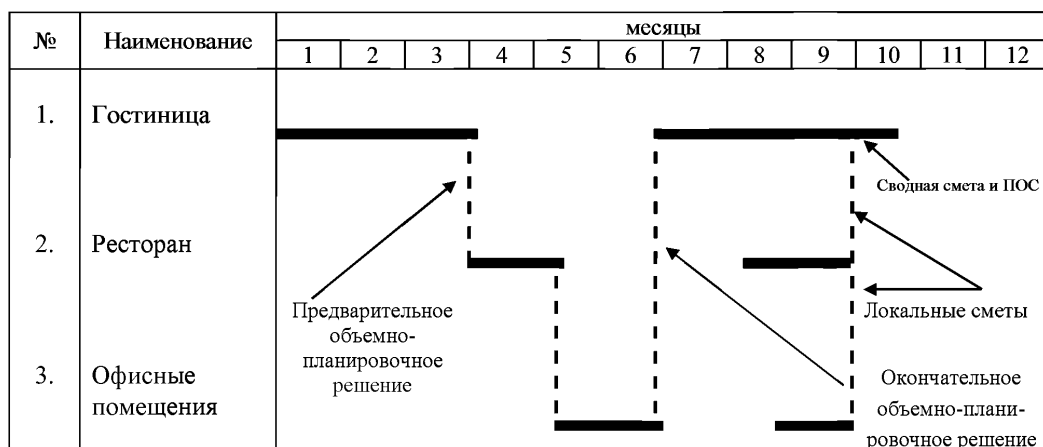 № Наименование месяцы
1 2 3 4 5 6 7 8 9 10 11 12
1. Гостиница
Сводная смета и ПОС
2. Ресторан
Предварительное
объемно-
планировочное
решение
Локальные сметы
3. Офисные
помещения
Окончательное
объемно-плани-
ровочное решение